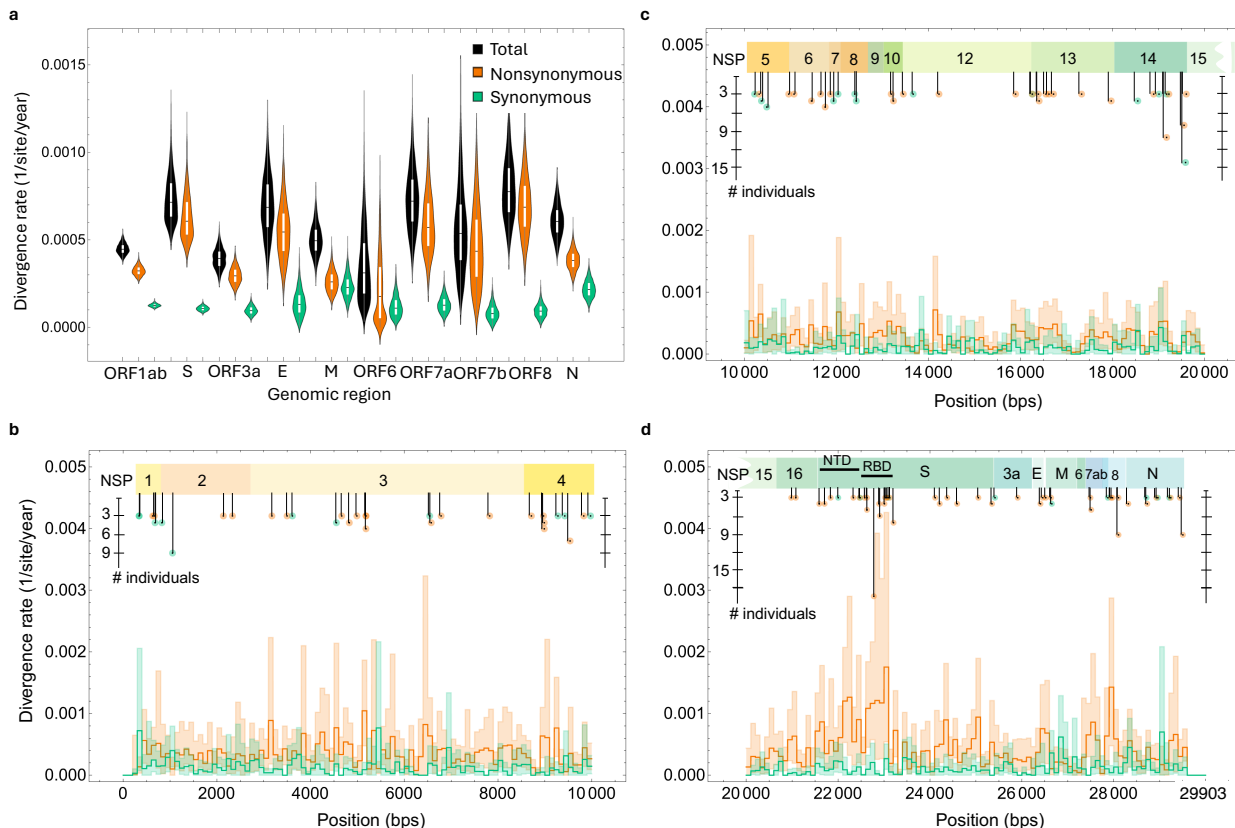 a
Total
Nonsynonymous
Synonymous
0.0015
0.0010
0.0005
0.0000
Divergence rate (1/site/year)
ORF1ab S ORF3a E M ORF6 ORF7a ORF7b ORF8 N
Genomic region
c
0.005
0.004
0.003
0.002
0.001
0.000
NSP 5 6 7 8 9 10 12 13 14 15
3
9
15
# individuals
10000 12000 14000 16000 18000 20000
Position (bps)
b
0.005
0.004
0.003
0.002
0.001
0.000
Divergence rate (1/site/year)
NSP 1 2 3 4
3
6
9
# individuals
0 2000 4000 6000 8000 10000
Position (bps)
d
0.005
0.004
0.003
0.002
0.001
0.000
NTD
RBD
NSP 15 16 S 3a E M 6 7ab 8 N
3
9
15
# individuals
20000 22000 24000 26000 28000 29903
Position (bps)